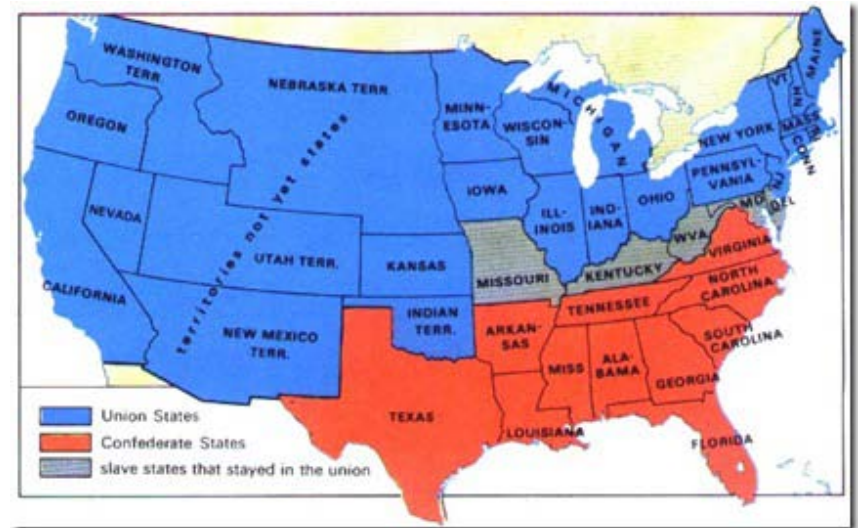 WASHINGTON
TERR.
NEBRASKA TERR.
OREGON
MINN-
ESOTA
WISCON-
SIN
MICHIGAN
MAINE
VT.
NH
MASS
NEW YORK
CONN
PENNSYL-
VANIA
NJ
IOWA
ILL-
INOIS
IND-
IANA
OHIO
MD
DEL
WVA
VIRGINIA
NEVADA
territories not yet states
UTAH TERR.
KANSAS
MISSOURI
KENTUCKY
NORTH
CAROLINA
CALIFORNIA
NEW MEXICO
TERR.
INDIAN
TERR.
TENNESSEE
ARKAN-
SAS
SOUTH
CAROLINA
MISS
ALA-
BAMA
GEORGIA
TEXAS
LOUISIANA
FLORIDA
Union States
Confederate States
slave states that stayed in the union